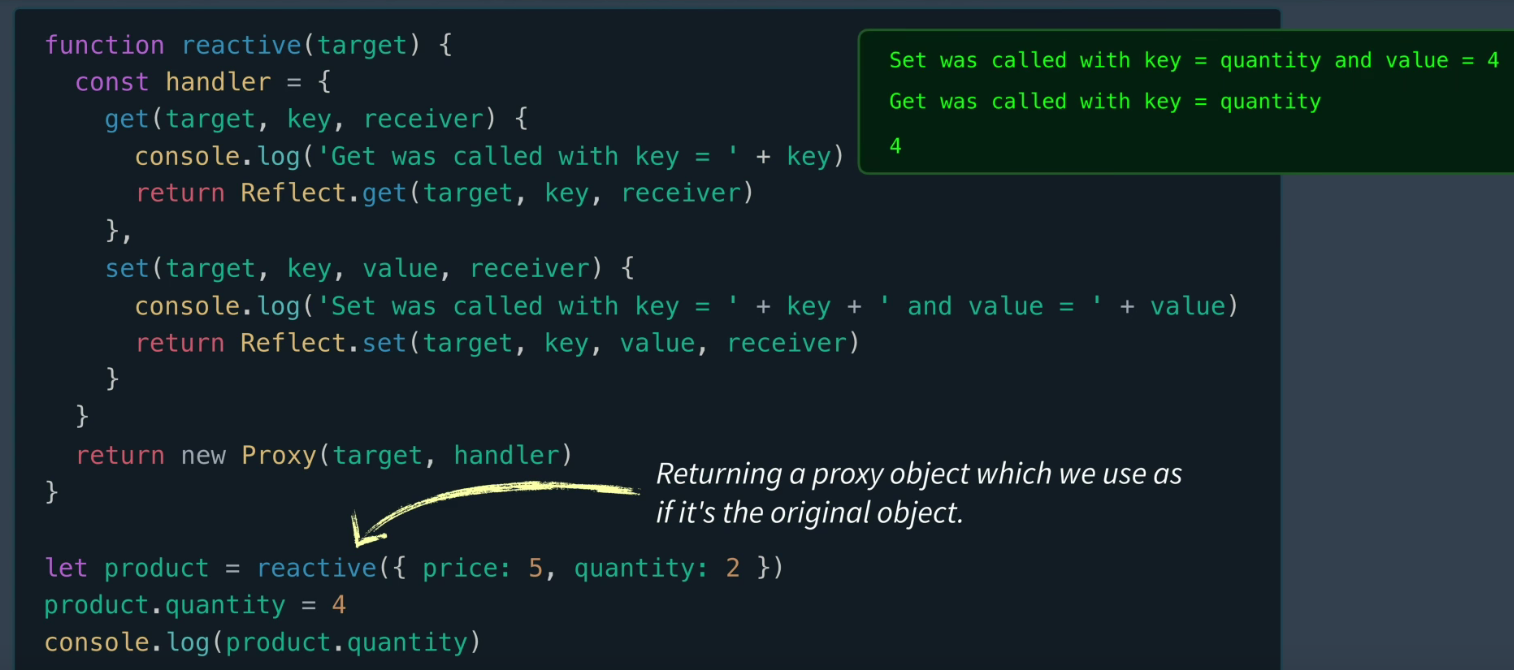 function reactive(target) {
const handler = {
get(target, key, receiver) {
console.log('Get was called with key = ' + key)
return Reflect.get(target, key, receiver)
},
set(target, key, value, receiver) {
console.log('Set was called with key = ' + key + ' and value = ' + value)
return Reflect.set(target, key, value, receiver)
}
}
return new Proxy(target, handler)
}
let product = reactive({ price: 5, quantity: 2 })
product.quantity = 4
console.log(product.quantity)
Set was called with key = quantity and value = 4
Get was called with key = quantity
4
Returning a proxy object which we use as
if it's the original object.